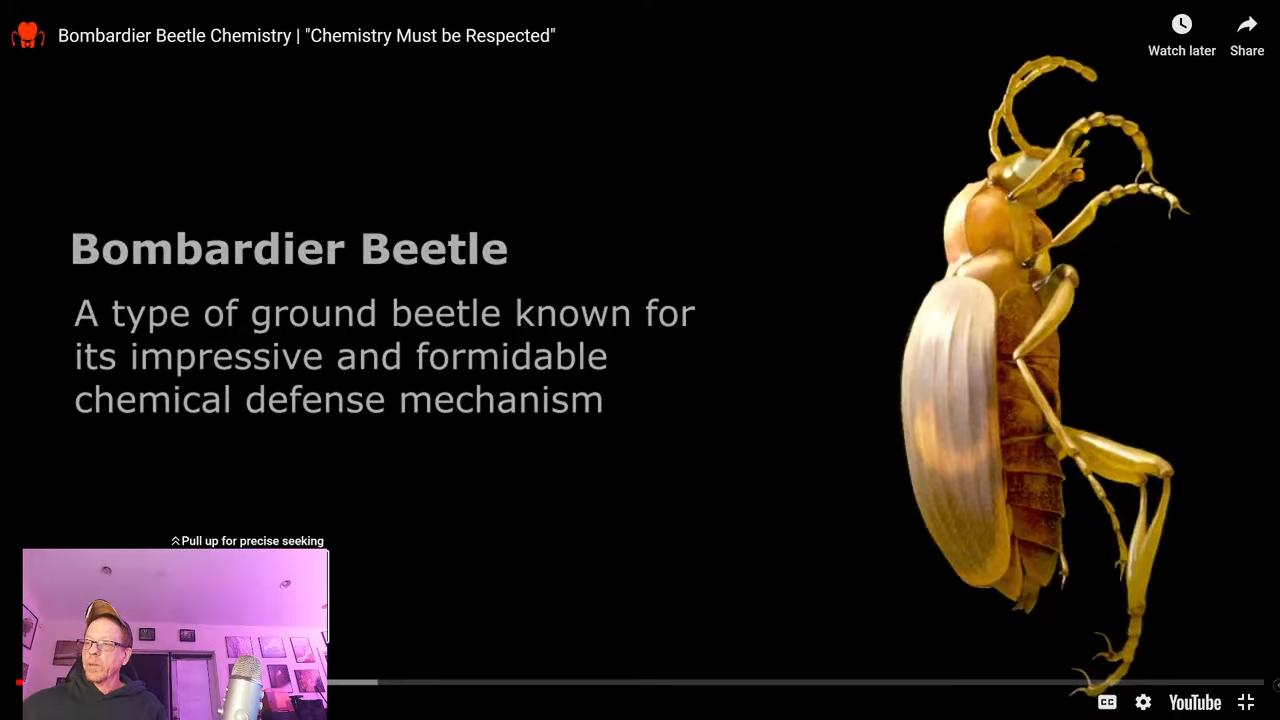 Bombardier Beetle Chemistry | "Chemistry Must be Respected"
Watch later
Share
Bombardier Beetle
A type of ground beetle known for
its impressive and formidable
chemical defense mechanism
Pull up for precise seeking
CC
YouTube